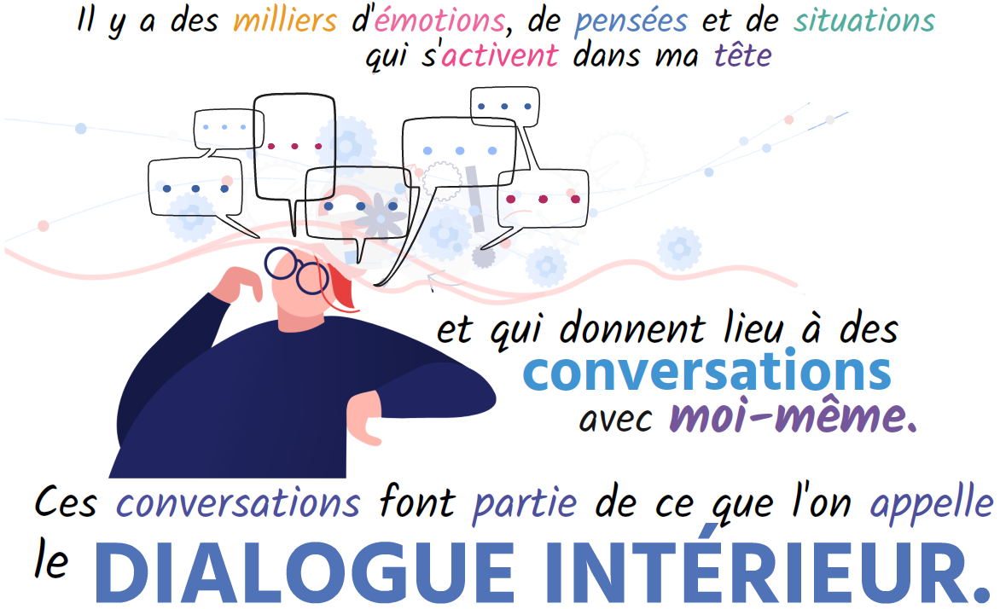 Il y a des milliers d'émotions, de pensées et de situations
qui s'activent dans ma tête
et qui donnent lieu à des
conversations
avec moi-même.
Ces conversations font partie de ce que l'on appelle
le DIALOGUE INTÉRIEUR.